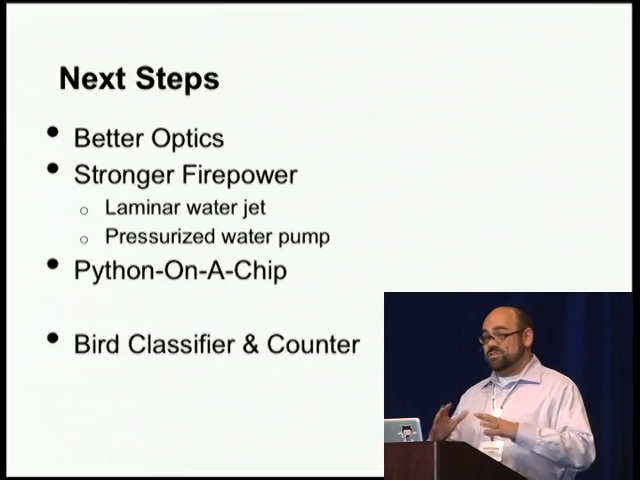 Next Steps
Better Optics
Stronger Firepower
Laminar water jet
Pressurized water pump
Python-On-A-Chip
Bird Classifier & Counter